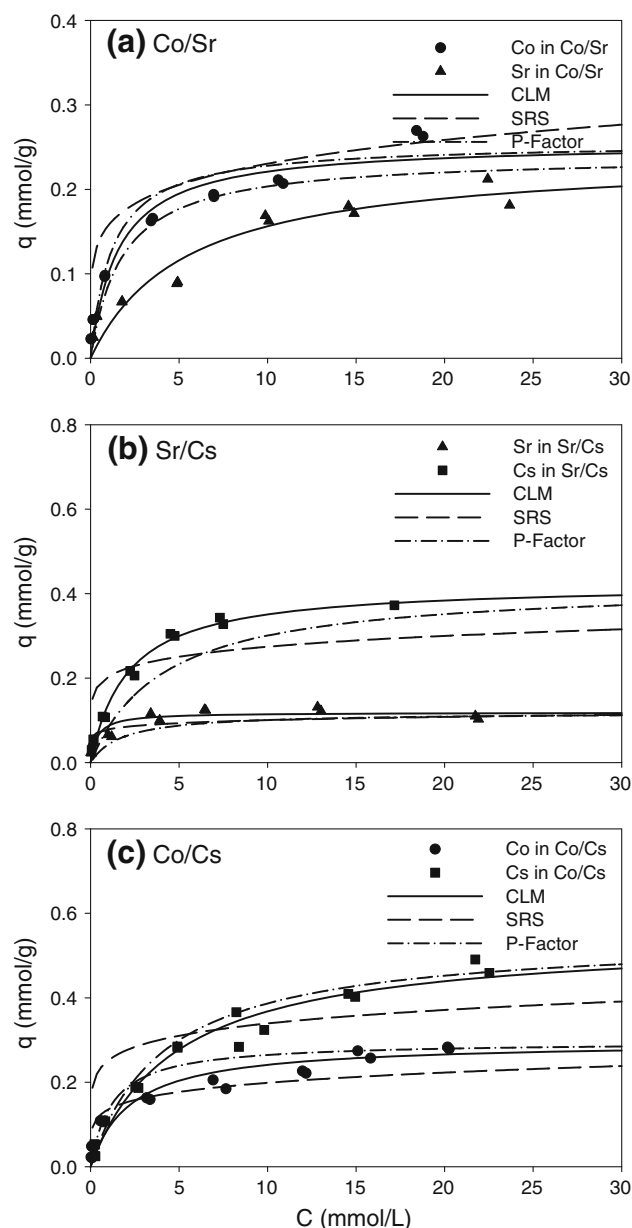 (a) Co/Sr
Co in Co/Sr
Sr in Co/Sr
CLM
SRS
P-Factor
q (mmol/g)
0.4
0.3
0.2
0.1
0.0
0 5 10 15 20 25 30
(b) Sr/Cs
Sr in Sr/Cs
Cs in Sr/Cs
CLM
SRS
P-Factor
q (mmol/g)
0.8
0.6
0.4
0.2
0.0
0 5 10 15 20 25 30
(c) Co/Cs
Co in Co/Cs
Cs in Co/Cs
CLM
SRS
P-Factor
q (mmol/g)
0.8
0.6
0.4
0.2
0.0
0 5 10 15 20 25 30
C (mmol/L)